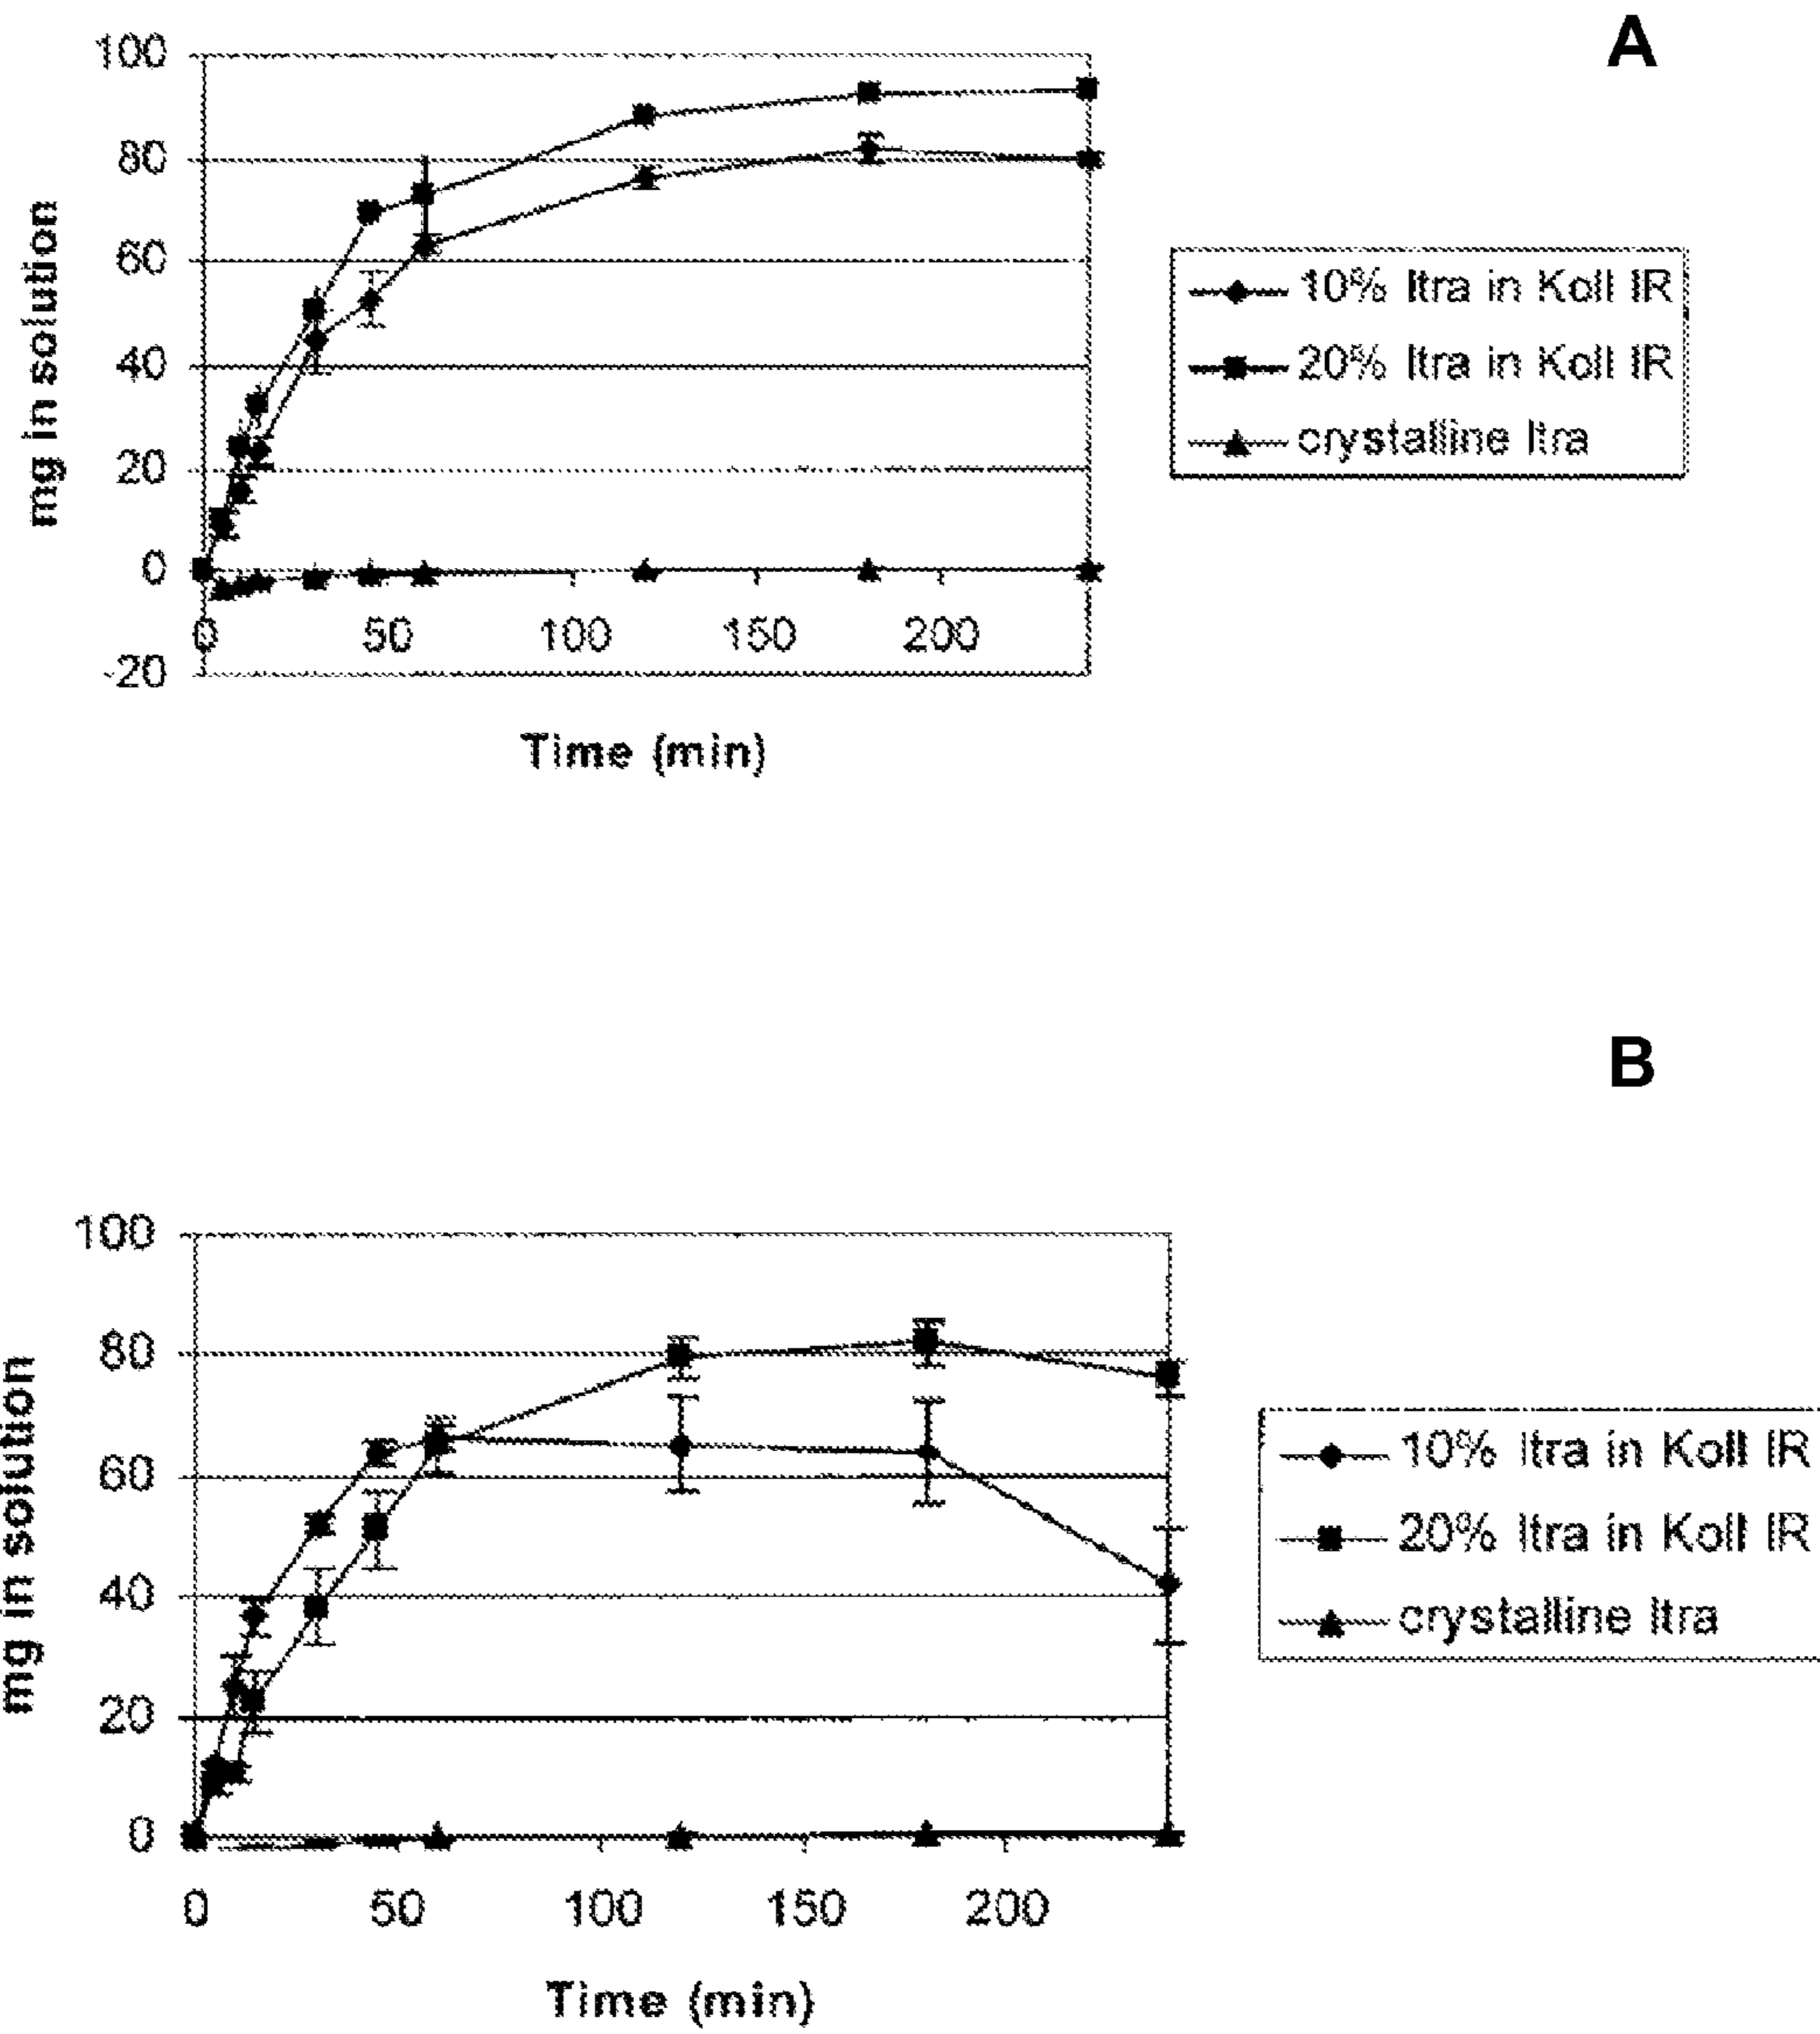 A
100
80
60
40
20
0
-20
mg in solution
0 50 100 150 200
Time (min)
10% Itra in Koll IR
20% Itra in Koll IR
crystalline Itra
B
100
80
60
40
20
0
mg in solution
0 50 100 150 200
Time (min)
10% Itra in Koll IR
20% Itra in Koll IR
crystalline Itra